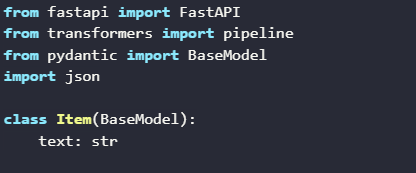 from fastapi import FastAPI
from transformers import pipeline
from pydantic import BaseModel
import json

class Item(BaseModel):
    text: str